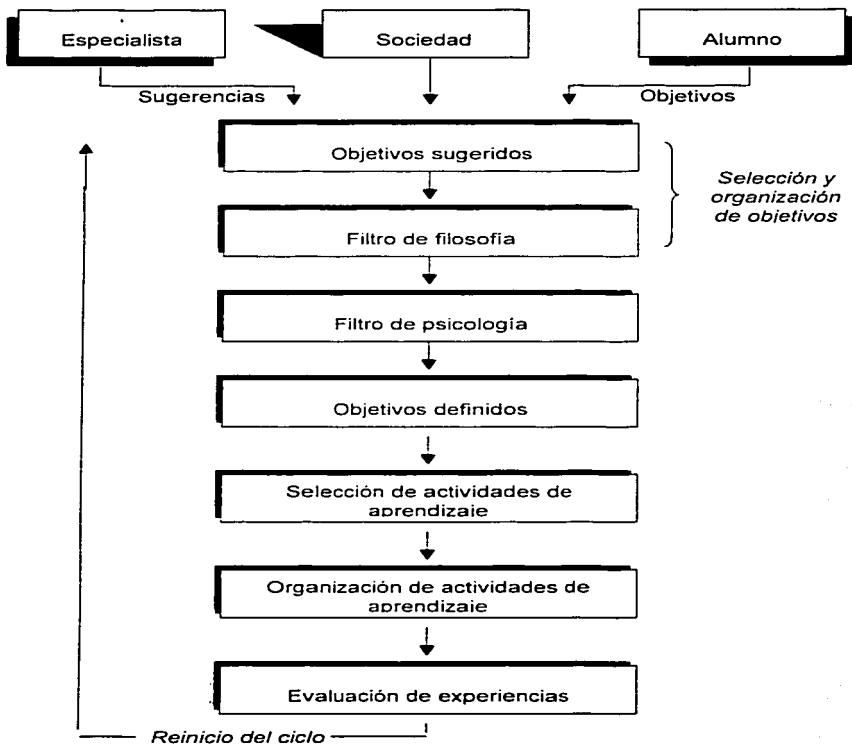 Especialista
Sociedad
Alumno
Sugerencias
Objetivos
Objetivos sugeridos
Selección y
organización
de objetivos
Filtro de filosofía
Filtro de psicología
Objetivos definidos
Selección de actividades de
aprendizaje
Organización de actividades de
aprendizaje
Evaluación de experiencias
Reinicio del ciclo